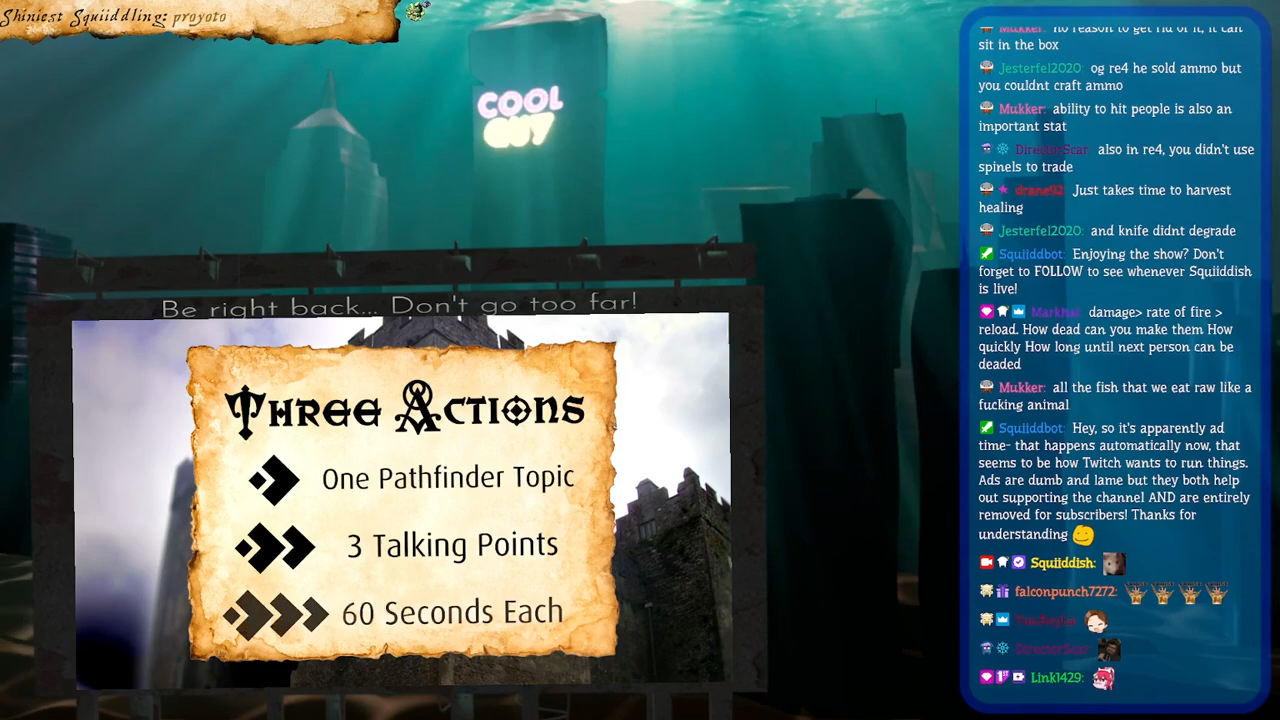 Shiniest Squiiddling: proyoto
COOL
GUY
Be right back... Don't go too far!
Three Actions
One Pathfinder Topic
3 Talking Points
60 Seconds Each
Mukker: no reason to get rid of it, it can
sit in the box
Jesterfel2020: og re4 he sold ammo but
you couldnt craft ammo
Mukker: ability to hit people is also an
important stat
DirectorScar: also in re4, you didn't use
spinels to trade
drane92: Just takes time to harvest
healing
Jesterfel2020: and knife didnt degrade
Squiiddbot: Enjoying the show? Don't
forget to FOLLOW to see whenever Squiiddish
is live!
damage> rate of fire >
reload. How dead can you make them How
quickly How long until next person can be
deaded
Mukker: all the fish that we eat raw like a
fucking animal
Squiiddbot: Hey, so it's apparently ad
time- that happens automatically now, that
seems to be how Twitch wants to run things.
Ads are dumb and lame but they both help
out supporting the channel AND are entirely
removed for subscribers! Thanks for
understanding
Squiiddish:
falconpunch7272:
DirectorScar:
Link1429: